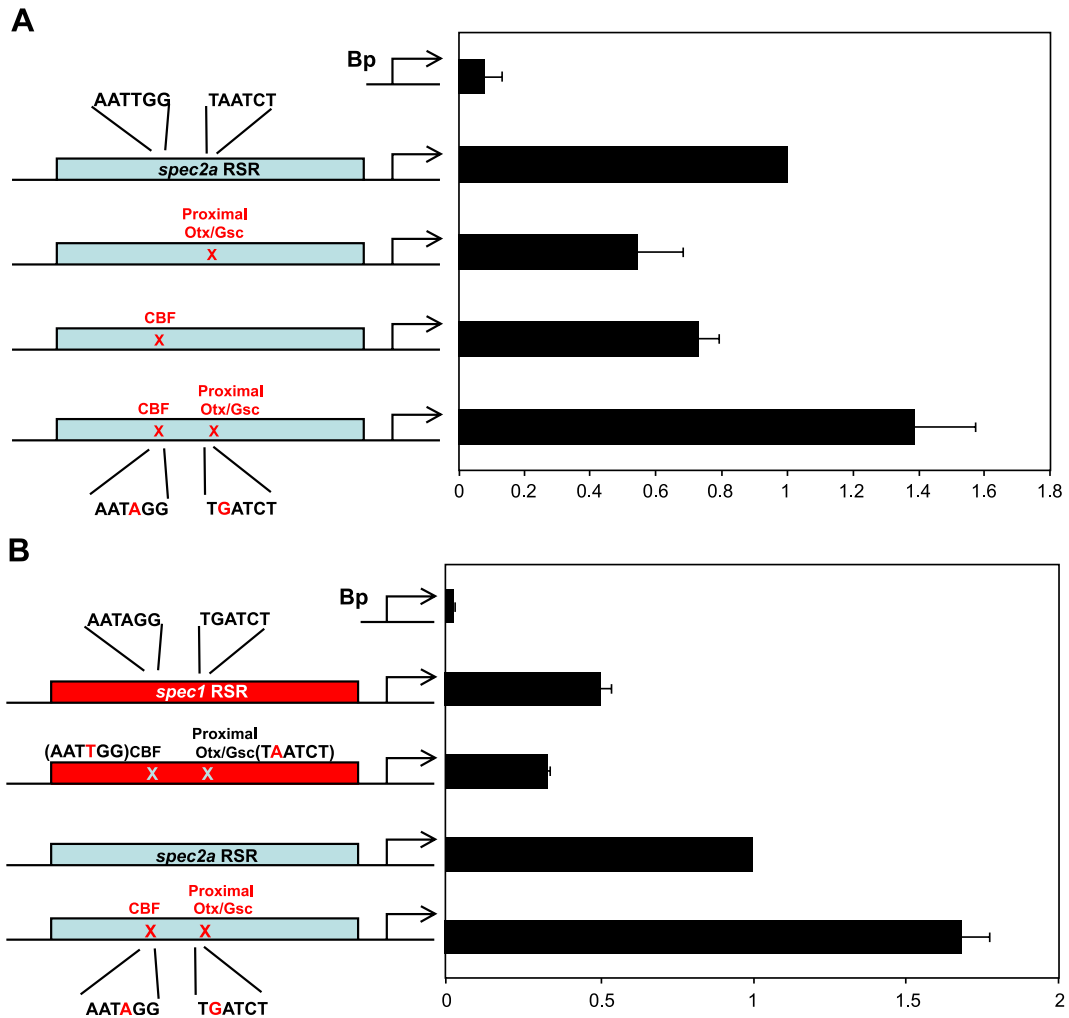 A
Bp
AATTGG TAATCT
spec2a RSR
Proximal
Otx/Gsc
X
CBF
X
Proximal
CBF Otx/Gsc
X X
AATAGG TGATCT
0 0.2 0.4 0.6 0.8 1 1.2 1.4 1.6 1.8
B
Bp
AATAGG TGATCT
spec1 RSR
Proximal
(AATTGG)CBF Otx/Gsc(TAATCT)
X X
spec2a RSR
Proximal
CBF Otx/Gsc
X X
AATAGG TGATCT
0 0.5 1 1.5 2